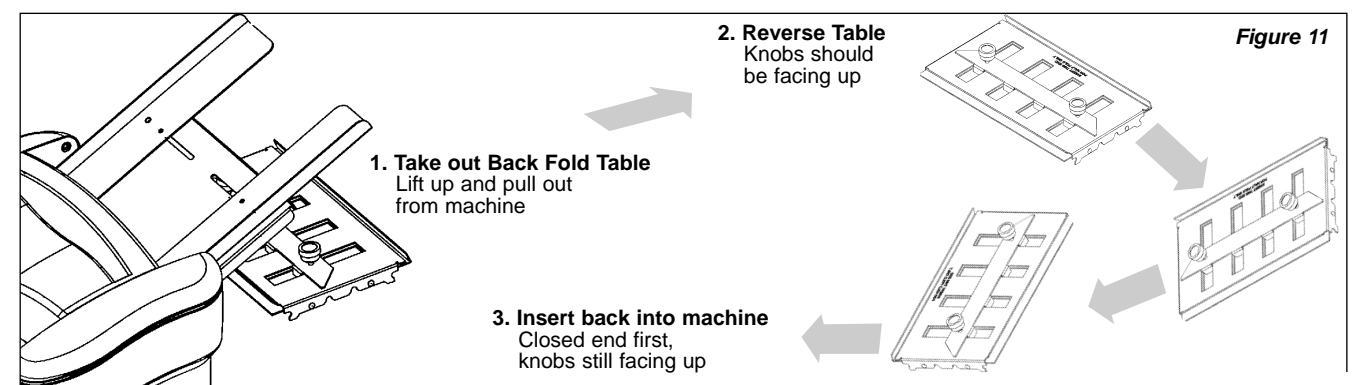 2. Reverse Table
Knobs should
be facing up
Figure 11
1. Take out Back Fold Table
Lift up and pull out
from machine
3. Insert back into machine
Closed end first,
knobs still facing up